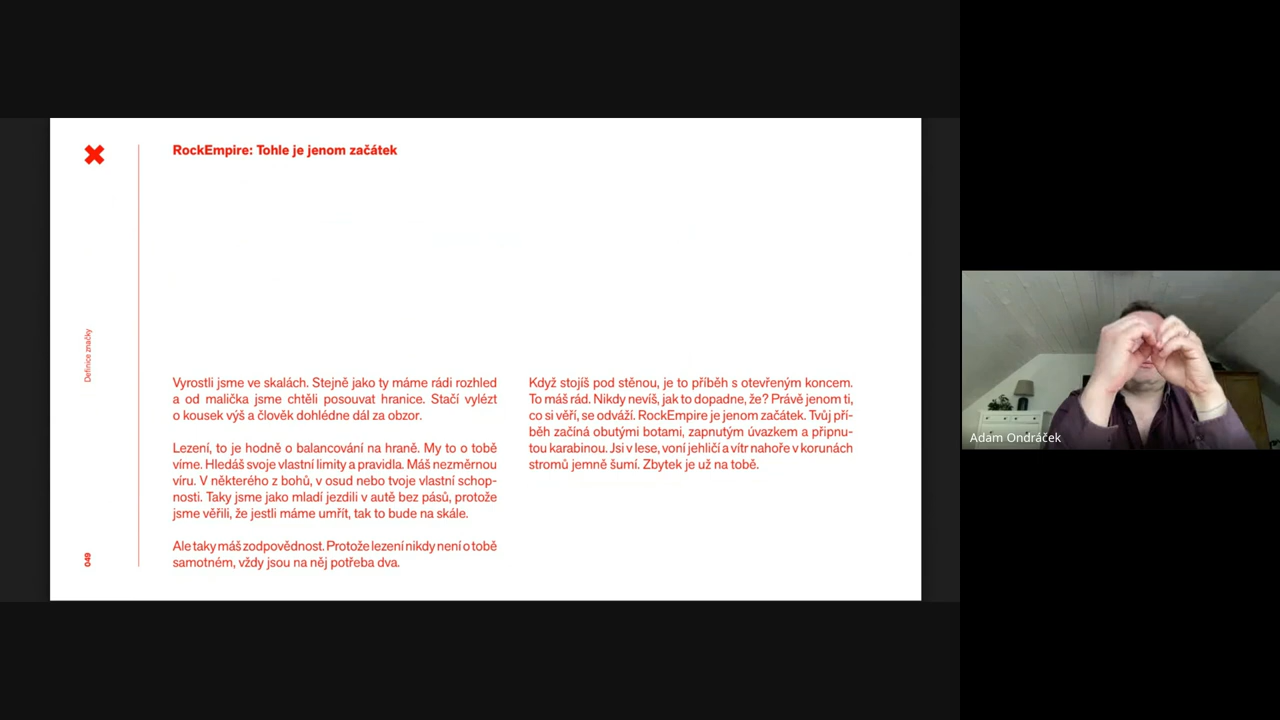 RockEmpire: Tohle je jenom začátek
Definice značky
049
Vyrostli jsme ve skalách. Stejně jako ty máme rádi rozhled
a od malička jsme chtěli posouvat hranice. Stačí vylézt
o kousek výš a člověk dohlédne dál za obzor.
Lezení, to je hodně o balancování na hraně. My to o tobě
víme. Hledáš svoje vlastní limity a pravidla. Máš nezměrnou
víru. V některého z bohů, v osud nebo tvoje vlastní schop-
nosti. Taky jsme jako mladí jezdili v autě bez pásů, protože
jsme věřili, že jestli máme umřít, tak to bude na skále.
Ale taky máš zodpovědnost. Protože lezení nikdy není o tobě
samotném, vždy jsou na něj potřeba dva.
Když stojíš pod stěnou, je to příběh s otevřeným koncem.
To máš rád. Nikdy nevíš, jak to dopadne, že? Právě jenom ti,
co si věří, se odváží. RockEmpire je jenom začátek. Tvůj pří-
běh začíná obutými botami, zapnutým úvazkem a připnu-
tou karabinou. Jsi v lese, voní jehličí a vítr nahoře v korunách
stromů jemně šumí. Zbytek je už na tobě.
Adam Ondráček